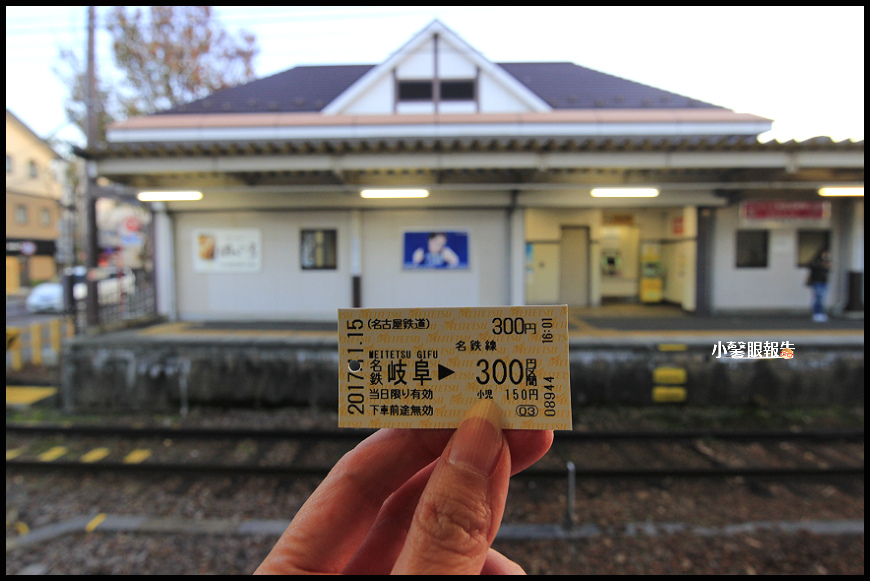 (名古屋鉄道) 300円
名鉄線
MEITETSU GIFU
名鉄岐阜▶300円区間
当日限り有効 小児 150円
下車前途無効 03
2017.11.15
16:01
08944
小馨眼報告